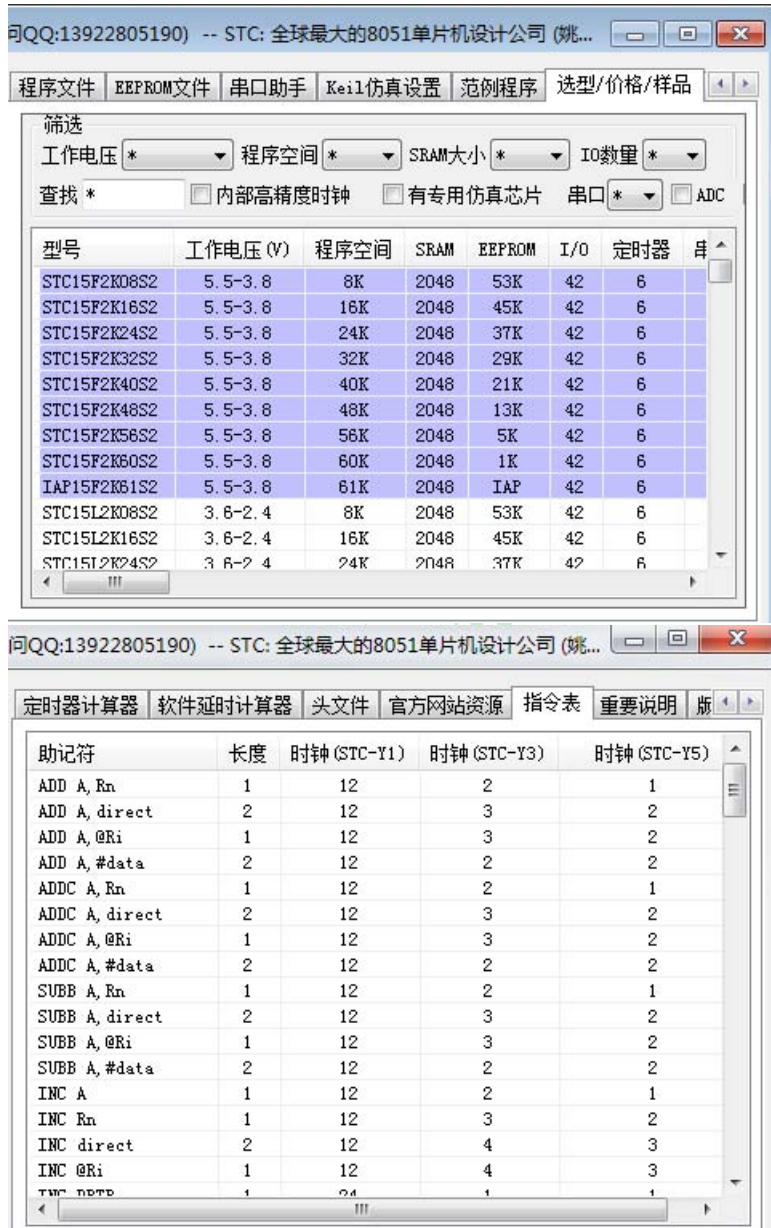 问QQ:13922805190) -- STC: 全球最大的8051单片机设计公司 (姚...
程序文件 EEPROM文件 串口助手 Keil仿真设置 范例程序 选型/价格/样品
筛选
工作电压 * 程序空间 * SRAM大小 * IO数量 *
查找 * 内部高精度时钟 有专用仿真芯片 串口 * ADC
型号 工作电压(V) 程序空间 SRAM EEPROM I/O 定时器 串
STC15F2K08S2 5.5-3.8 8K 2048 53K 42 6
STC15F2K16S2 5.5-3.8 16K 2048 45K 42 6
STC15F2K24S2 5.5-3.8 24K 2048 37K 42 6
STC15F2K32S2 5.5-3.8 32K 2048 29K 42 6
STC15F2K40S2 5.5-3.8 40K 2048 21K 42 6
STC15F2K48S2 5.5-3.8 48K 2048 13K 42 6
STC15F2K56S2 5.5-3.8 56K 2048 5K 42 6
STC15F2K60S2 5.5-3.8 60K 2048 1K 42 6
IAP15F2K61S2 5.5-3.8 61K 2048 IAP 42 6
STC15L2K08S2 3.6-2.4 8K 2048 53K 42 6
STC15L2K16S2 3.6-2.4 16K 2048 45K 42 6
STC15L2K24S2 3.6-2.4 24K 2048 37K 42 6
问QQ:13922805190) -- STC: 全球最大的8051单片机设计公司 (姚...
定时器计算器 软件延时计算器 头文件 官方网站资源 指令表 重要说明 版
助记符 长度 时钟(STC-Y1) 时钟(STC-Y3) 时钟(STC-Y5)
ADD A,Rn 1 12 2 1
ADD A,direct 2 12 3 2
ADD A,@Ri 1 12 3 2
ADD A,#data 2 12 2 2
ADDC A,Rn 1 12 2 1
ADDC A,direct 2 12 3 2
ADDC A,@Ri 1 12 3 2
ADDC A,#data 2 12 2 2
SUBB A,Rn 1 12 2 1
SUBB A,direct 2 12 3 2
SUBB A,@Ri 1 12 3 2
SUBB A,#data 2 12 2 2
INC A 1 12 2 1
INC Rn 1 12 3 2
INC direct 2 12 4 3
INC @Ri 1 12 4 3
INC DPTR 1 24 1 1